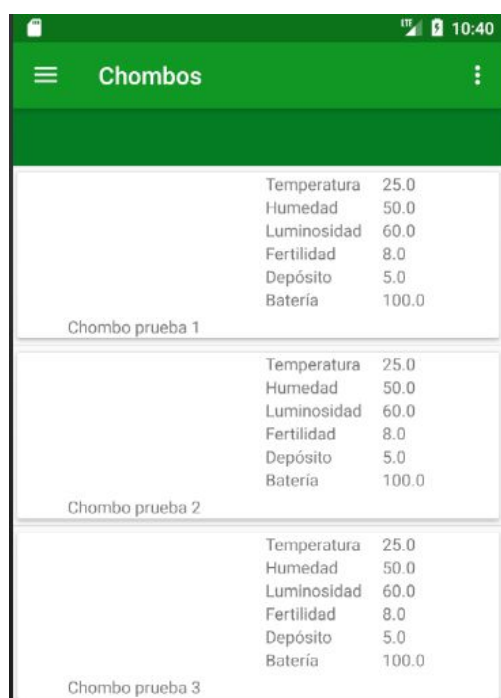 LTE 10:40
Chombos
Temperatura 25.0
Humedad 50.0
Luminosidad 60.0
Fertilidad 8.0
Depósito 5.0
Batería 100.0
Chombo prueba 1
Temperatura 25.0
Humedad 50.0
Luminosidad 60.0
Fertilidad 8.0
Depósito 5.0
Batería 100.0
Chombo prueba 2
Temperatura 25.0
Humedad 50.0
Luminosidad 60.0
Fertilidad 8.0
Depósito 5.0
Batería 100.0
Chombo prueba 3